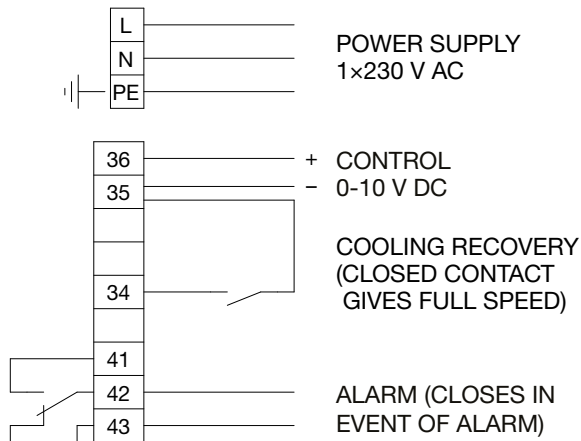 L
N
PE
POWER SUPPLY
1×230 V AC
36
+ CONTROL
35
– 0-10 V DC
COOLING RECOVERY
(CLOSED CONTACT
GIVES FULL SPEED)
34
41
42
ALARM (CLOSES IN
43
EVENT OF ALARM)